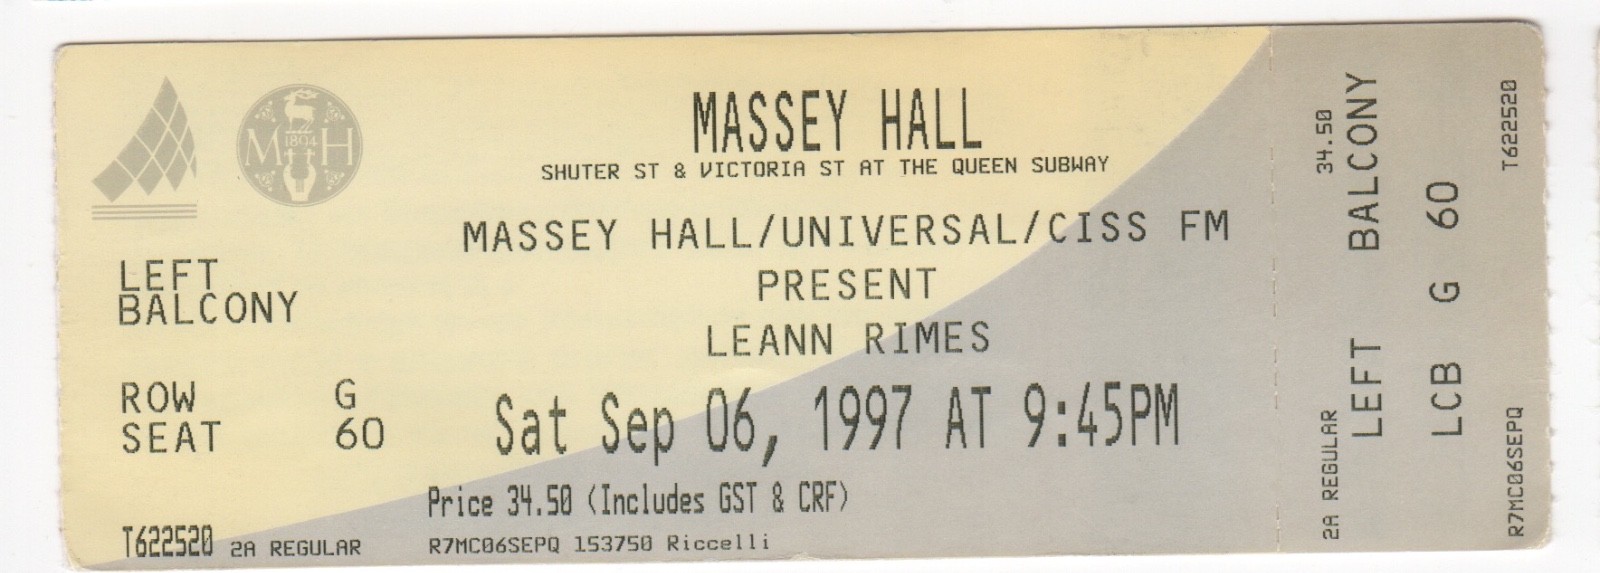 M 1894 H
MASSEY HALL
SHUTER ST & VICTORIA ST AT THE QUEEN SUBWAY
MASSEY HALL/UNIVERSAL/CISS FM
PRESENT
LEANN RIMES
LEFT
BALCONY
ROW G
SEAT 60
Sat Sep 06, 1997 AT 9:45PM
Price 34.50 (Includes GST & CRF)
T622520 2A REGULAR R7MC06SEPQ 153750 Riccelli
2A REGULAR 34.50
LEFT BALCONY
LCB G 60
R7MC06SEPQ T622520